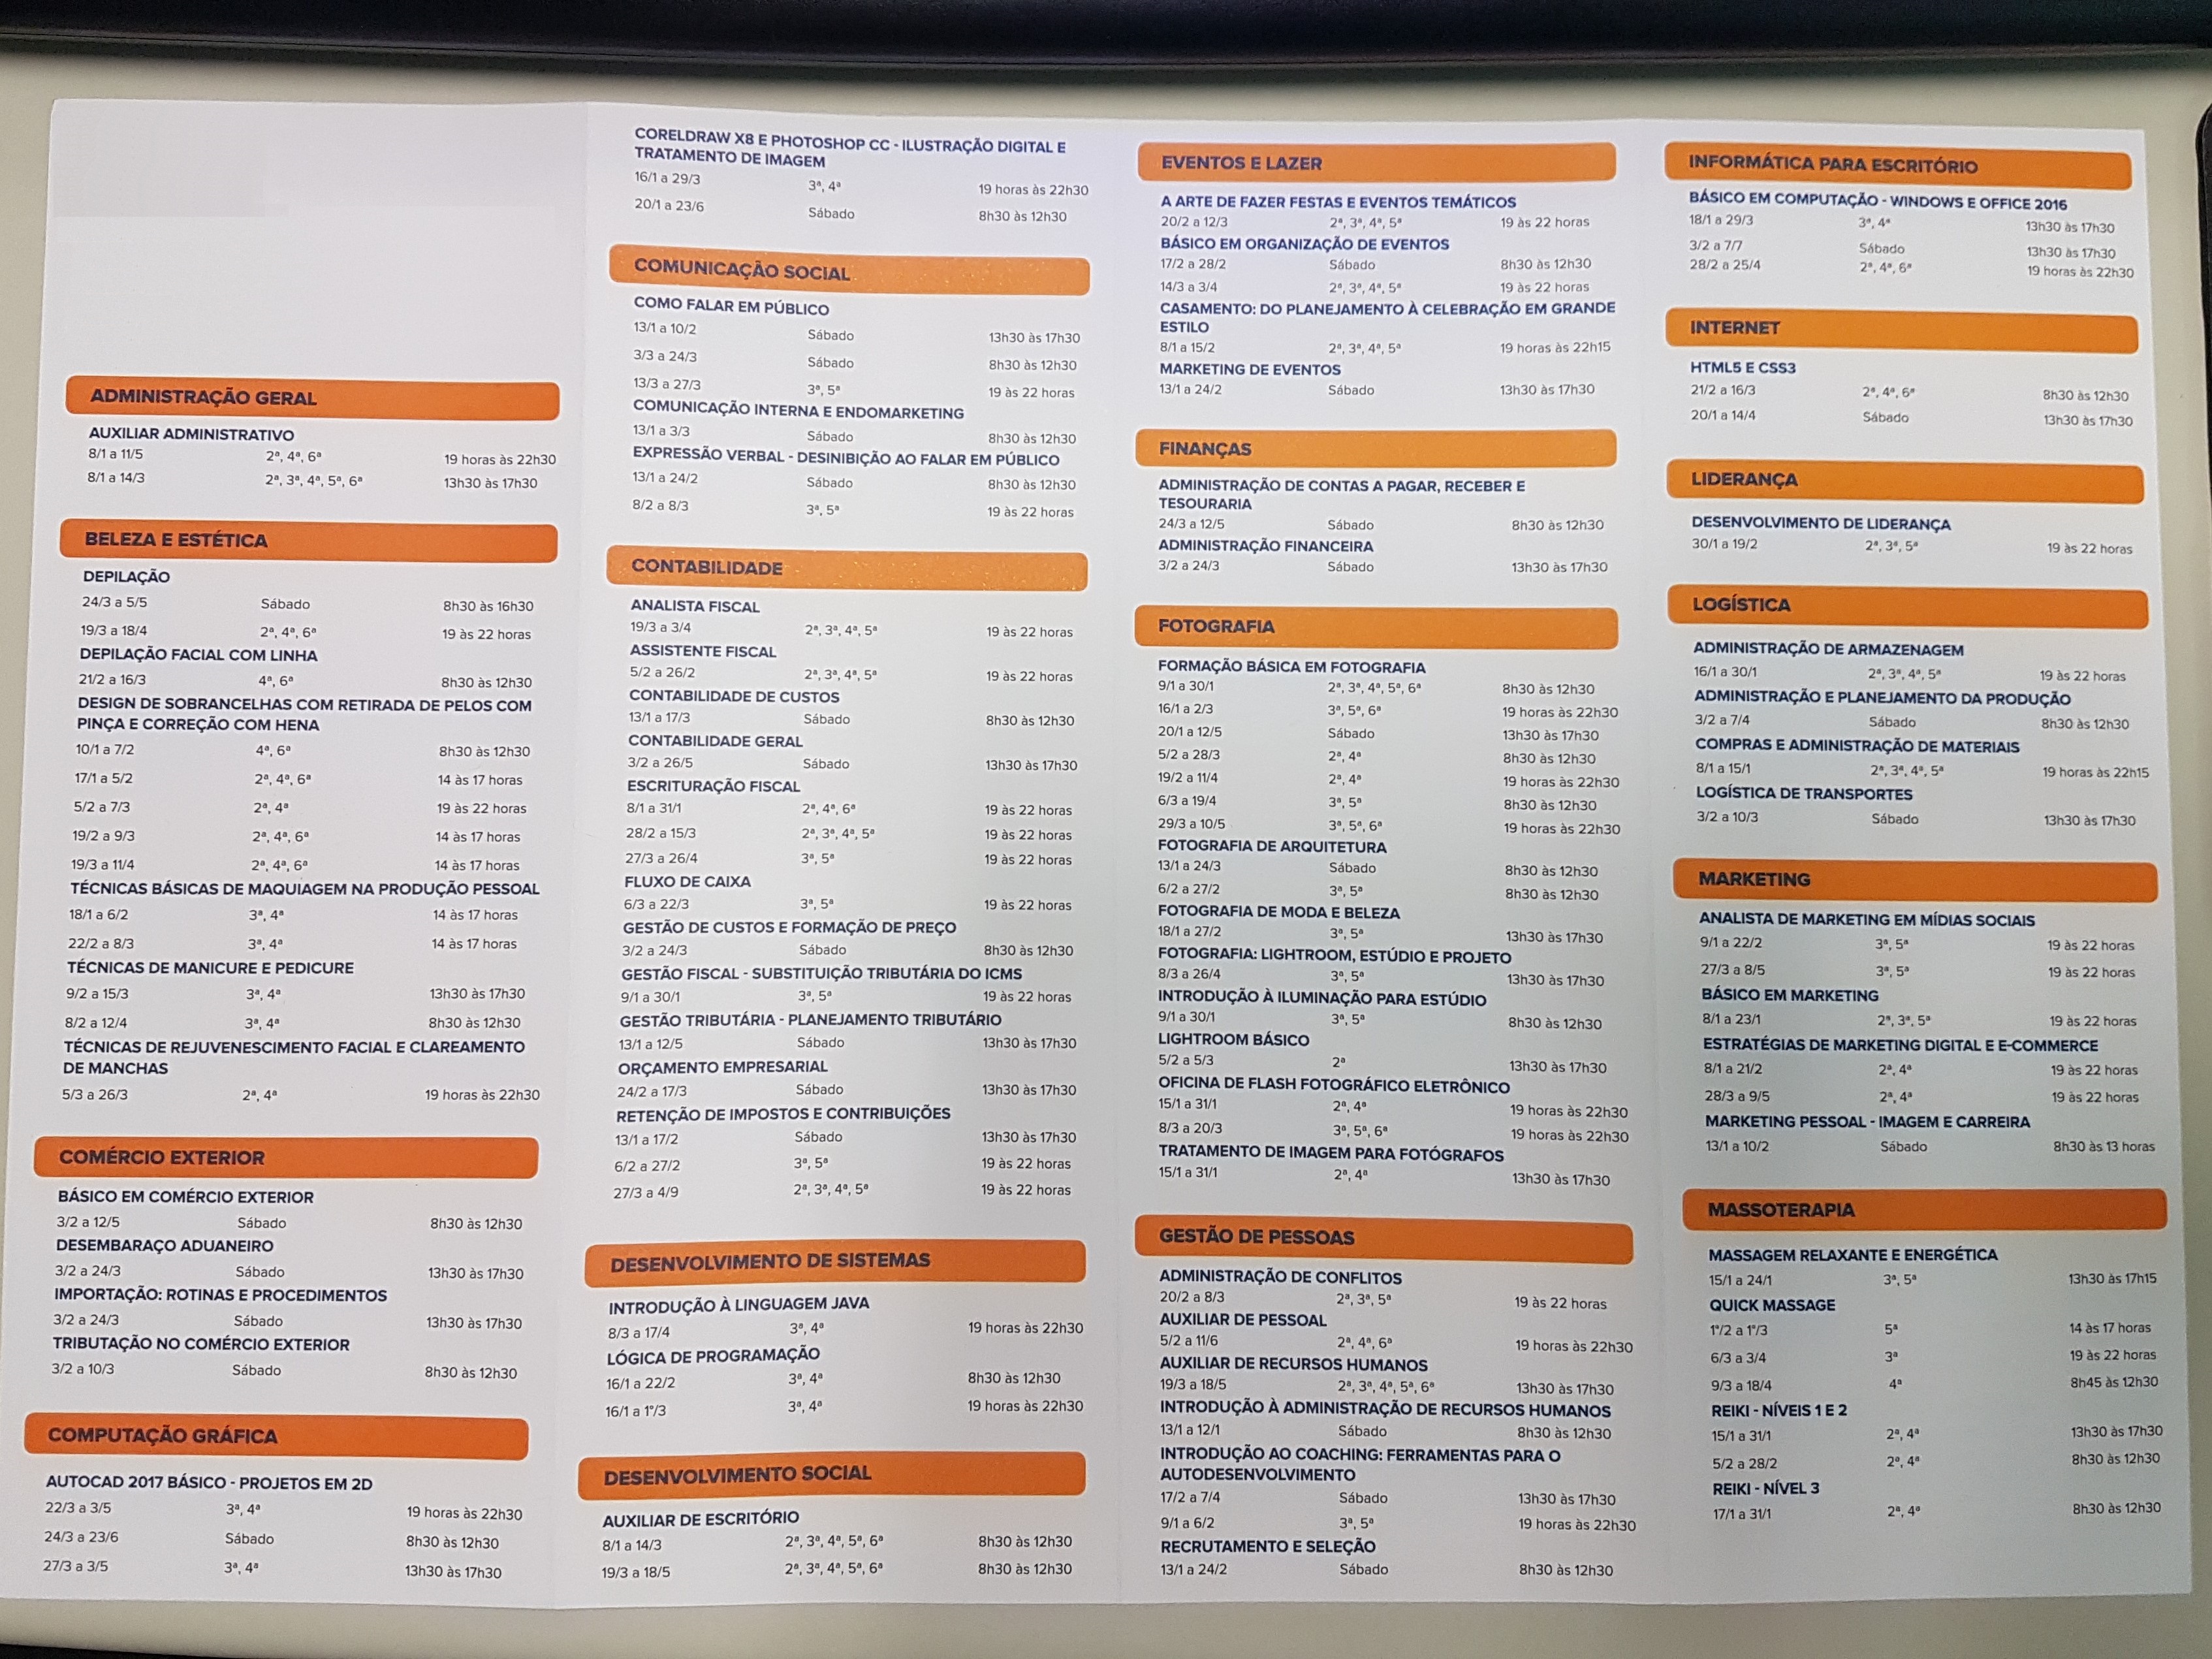 ADMINISTRAÇÃO GERAL
AUXILIAR ADMINISTRATIVO
8/1 a 11/5 2ª, 4ª, 6ª 19 horas às 22h30
8/1 a 14/3 2ª, 3ª, 4ª, 5ª, 6ª 13h30 às 17h30
BELEZA E ESTÉTICA
DEPILAÇÃO
24/3 a 5/5 Sábado 8h30 às 16h30
19/3 a 18/4 2ª, 4ª, 6ª 19 às 22 horas
DEPILAÇÃO FACIAL COM LINHA
21/2 a 16/3 4ª, 6ª 8h30 às 12h30
DESIGN DE SOBRANCELHAS COM RETIRADA DE PELOS COM
PINÇA E CORREÇÃO COM HENA
10/1 a 7/2 4ª, 6ª 8h30 às 12h30
17/1 a 5/2 2ª, 4ª, 6ª 14 às 17 horas
5/2 a 7/3 2ª, 4ª 19 às 22 horas
19/2 a 9/3 2ª, 4ª, 6ª 14 às 17 horas
19/3 a 11/4 2ª, 4ª, 6ª 14 às 17 horas
TÉCNICAS BÁSICAS DE MAQUIAGEM NA PRODUÇÃO PESSOAL
18/1 a 6/2 3ª, 4ª 14 às 17 horas
22/2 a 8/3 3ª, 4ª 14 às 17 horas
TÉCNICAS DE MANICURE E PEDICURE
9/2 a 15/3 3ª, 4ª 13h30 às 17h30
8/2 a 12/4 3ª, 4ª 8h30 às 12h30
TÉCNICAS DE REJUVENESCIMENTO FACIAL E CLAREAMENTO
DE MANCHAS
5/3 a 26/3 2ª, 4ª 19 horas às 22h30
COMÉRCIO EXTERIOR
BÁSICO EM COMÉRCIO EXTERIOR
3/2 a 12/5 Sábado 8h30 às 12h30
DESEMBARAÇO ADUANEIRO
3/2 a 24/3 Sábado 13h30 às 17h30
IMPORTAÇÃO: ROTINAS E PROCEDIMENTOS
3/2 a 24/3 Sábado 13h30 às 17h30
TRIBUTAÇÃO NO COMÉRCIO EXTERIOR
3/2 a 10/3 Sábado 8h30 às 12h30
COMPUTAÇÃO GRÁFICA
AUTOCAD 2017 BÁSICO - PROJETOS EM 2D
22/3 a 3/5 3ª, 4ª 19 horas às 22h30
24/3 a 23/6 Sábado 8h30 às 12h30
27/3 a 3/5 3ª, 4ª 13h30 às 17h30
CORELDRAW X8 E PHOTOSHOP CC - ILUSTRAÇÃO DIGITAL E
TRATAMENTO DE IMAGEM
16/1 a 29/3 3ª, 4ª 19 horas às 22h30
20/1 a 23/6 Sábado 8h30 às 12h30
COMUNICAÇÃO SOCIAL
COMO FALAR EM PÚBLICO
13/1 a 10/2 Sábado 13h30 às 17h30
3/3 a 24/3 Sábado 8h30 às 12h30
13/3 a 27/3 3ª, 5ª 19 às 22 horas
COMUNICAÇÃO INTERNA E ENDOMARKETING
13/1 a 3/3 Sábado 8h30 às 12h30
EXPRESSÃO VERBAL - DESINIBIÇÃO AO FALAR EM PÚBLICO
13/1 a 24/2 Sábado 8h30 às 12h30
8/2 a 8/3 3ª, 5ª 19 às 22 horas
CONTABILIDADE
ANALISTA FISCAL
19/3 a 3/4 2ª, 3ª, 4ª, 5ª 19 às 22 horas
ASSISTENTE FISCAL
5/2 a 26/2 2ª, 3ª, 4ª, 5ª 19 às 22 horas
CONTABILIDADE DE CUSTOS
13/1 a 17/3 Sábado 8h30 às 12h30
CONTABILIDADE GERAL
3/2 a 26/5 Sábado 13h30 às 17h30
ESCRITURAÇÃO FISCAL
8/1 a 31/1 2ª, 4ª, 6ª 19 às 22 horas
28/2 a 15/3 2ª, 3ª, 4ª, 5ª 19 às 22 horas
27/3 a 26/4 3ª, 5ª 19 às 22 horas
FLUXO DE CAIXA
6/3 a 22/3 3ª, 5ª 19 às 22 horas
GESTÃO DE CUSTOS E FORMAÇÃO DE PREÇO
3/2 a 24/3 Sábado 8h30 às 12h30
GESTÃO FISCAL - SUBSTITUIÇÃO TRIBUTÁRIA DO ICMS
9/1 a 30/1 3ª, 5ª 19 às 22 horas
GESTÃO TRIBUTÁRIA - PLANEJAMENTO TRIBUTÁRIO
13/1 a 12/5 Sábado 13h30 às 17h30
ORÇAMENTO EMPRESARIAL
24/2 a 17/3 Sábado 13h30 às 17h30
RETENÇÃO DE IMPOSTOS E CONTRIBUIÇÕES
13/1 a 17/2 Sábado 13h30 às 17h30
6/2 a 27/2 3ª, 5ª 19 às 22 horas
27/3 a 4/9 2ª, 3ª, 4ª, 5ª 19 às 22 horas
DESENVOLVIMENTO DE SISTEMAS
INTRODUÇÃO À LINGUAGEM JAVA
8/3 a 17/4 3ª, 4ª 19 horas às 22h30
LÓGICA DE PROGRAMAÇÃO
16/1 a 22/2 3ª, 4ª 8h30 às 12h30
16/1 a 1°/3 3ª, 4ª 19 horas às 22h30
DESENVOLVIMENTO SOCIAL
AUXILIAR DE ESCRITÓRIO
8/1 a 14/3 2ª, 3ª, 4ª, 5ª, 6ª 8h30 às 12h30
19/3 a 18/5 2ª, 3ª, 4ª, 5ª, 6ª 8h30 às 12h30
EVENTOS E LAZER
A ARTE DE FAZER FESTAS E EVENTOS TEMÁTICOS
20/2 a 12/3 2ª, 3ª, 4ª, 5ª 19 às 22 horas
BÁSICO EM ORGANIZAÇÃO DE EVENTOS
17/2 a 28/2 Sábado 8h30 às 12h30
14/3 a 3/4 2ª, 3ª, 4ª, 5ª 19 às 22 horas
CASAMENTO: DO PLANEJAMENTO À CELEBRAÇÃO EM GRANDE
ESTILO
8/1 a 15/2 2ª, 3ª, 4ª, 5ª 19 horas às 22h15
MARKETING DE EVENTOS
13/1 a 24/2 Sábado 13h30 às 17h30
FINANÇAS
ADMINISTRAÇÃO DE CONTAS A PAGAR, RECEBER E
TESOURARIA
24/3 a 12/5 Sábado 8h30 às 12h30
ADMINISTRAÇÃO FINANCEIRA
3/2 a 24/3 Sábado 13h30 às 17h30
FOTOGRAFIA
FORMAÇÃO BÁSICA EM FOTOGRAFIA
9/1 a 30/1 2ª, 3ª, 4ª, 5ª, 6ª 8h30 às 12h30
16/1 a 2/3 3ª, 5ª, 6ª 19 horas às 22h30
20/1 a 12/5 Sábado 13h30 às 17h30
5/2 a 28/3 2ª, 4ª 8h30 às 12h30
19/2 a 11/4 2ª, 4ª 19 horas às 22h30
6/3 a 19/4 3ª, 5ª 8h30 às 12h30
29/3 a 10/5 3ª, 5ª, 6ª 19 horas às 22h30
FOTOGRAFIA DE ARQUITETURA
13/1 a 24/3 Sábado 8h30 às 12h30
6/2 a 27/2 3ª, 5ª 8h30 às 12h30
FOTOGRAFIA DE MODA E BELEZA
18/1 a 27/2 3ª, 5ª 13h30 às 17h30
FOTOGRAFIA: LIGHTROOM, ESTÚDIO E PROJETO
8/3 a 26/4 3ª, 5ª 13h30 às 17h30
INTRODUÇÃO À ILUMINAÇÃO PARA ESTÚDIO
9/1 a 30/1 3ª, 5ª 8h30 às 12h30
LIGHTROOM BÁSICO
5/2 a 5/3 2ª 13h30 às 17h30
OFICINA DE FLASH FOTOGRÁFICO ELETRÔNICO
15/1 a 31/1 2ª, 4ª 19 horas às 22h30
8/3 a 20/3 3ª, 5ª, 6ª 19 horas às 22h30
TRATAMENTO DE IMAGEM PARA FOTÓGRAFOS
15/1 a 31/1 2ª, 4ª 13h30 às 17h30
GESTÃO DE PESSOAS
ADMINISTRAÇÃO DE CONFLITOS
20/2 a 8/3 2ª, 3ª, 5ª 19 às 22 horas
AUXILIAR DE PESSOAL
5/2 a 11/6 2ª, 4ª, 6ª 19 horas às 22h30
AUXILIAR DE RECURSOS HUMANOS
19/3 a 18/5 2ª, 3ª, 4ª, 5ª, 6ª 13h30 às 17h30
INTRODUÇÃO À ADMINISTRAÇÃO DE RECURSOS HUMANOS
13/1 a 12/1 Sábado 8h30 às 12h30
INTRODUÇÃO AO COACHING: FERRAMENTAS PARA O
AUTODESENVOLVIMENTO
17/2 a 7/4 Sábado 13h30 às 17h30
9/1 a 6/2 3ª, 5ª 19 horas às 22h30
RECRUTAMENTO E SELEÇÃO
13/1 a 24/2 Sábado 8h30 às 12h30
INFORMÁTICA PARA ESCRITÓRIO
BÁSICO EM COMPUTAÇÃO - WINDOWS E OFFICE 2016
18/1 a 29/3 3ª, 4ª 13h30 às 17h30
3/2 a 7/7 Sábado 13h30 às 17h30
28/2 a 25/4 2ª, 4ª, 6ª 19 horas às 22h30
INTERNET
HTML5 E CSS3
21/2 a 16/3 2ª, 4ª, 6ª 8h30 às 12h30
20/1 a 14/4 Sábado 13h30 às 17h30
LIDERANÇA
DESENVOLVIMENTO DE LIDERANÇA
30/1 a 19/2 2ª, 3ª, 5ª 19 às 22 horas
LOGÍSTICA
ADMINISTRAÇÃO DE ARMAZENAGEM
16/1 a 30/1 2ª, 3ª, 4ª, 5ª 19 às 22 horas
ADMINISTRAÇÃO E PLANEJAMENTO DA PRODUÇÃO
3/2 a 7/4 Sábado 8h30 às 12h30
COMPRAS E ADMINISTRAÇÃO DE MATERIAIS
8/1 a 15/1 2ª, 3ª, 4ª, 5ª 19 horas às 22h15
LOGÍSTICA DE TRANSPORTES
3/2 a 10/3 Sábado 13h30 às 17h30
MARKETING
ANALISTA DE MARKETING EM MÍDIAS SOCIAIS
9/1 a 22/2 3ª, 5ª 19 às 22 horas
27/3 a 8/5 3ª, 5ª 19 às 22 horas
BÁSICO EM MARKETING
8/1 a 23/1 2ª, 3ª, 5ª 19 às 22 horas
ESTRATÉGIAS DE MARKETING DIGITAL E E-COMMERCE
8/1 a 21/2 2ª, 4ª 19 às 22 horas
28/3 a 9/5 2ª, 4ª 19 às 22 horas
MARKETING PESSOAL - IMAGEM E CARREIRA
13/1 a 10/2 Sábado 8h30 às 13 horas
MASSOTERAPIA
MASSAGEM RELAXANTE E ENERGÉTICA
15/1 a 24/1 3ª, 5ª 13h30 às 17h15
QUICK MASSAGE
1°/2 a 1°/3 5ª 14 às 17 horas
6/3 a 3/4 3ª 19 às 22 horas
9/3 a 18/4 4ª 8h45 às 12h30
REIKI - NÍVEIS 1 E 2
15/1 a 31/1 2ª, 4ª 13h30 às 17h30
5/2 a 28/2 2ª, 4ª 8h30 às 12h30
REIKI - NÍVEL 3
17/1 a 31/1 2ª, 4ª 8h30 às 12h30